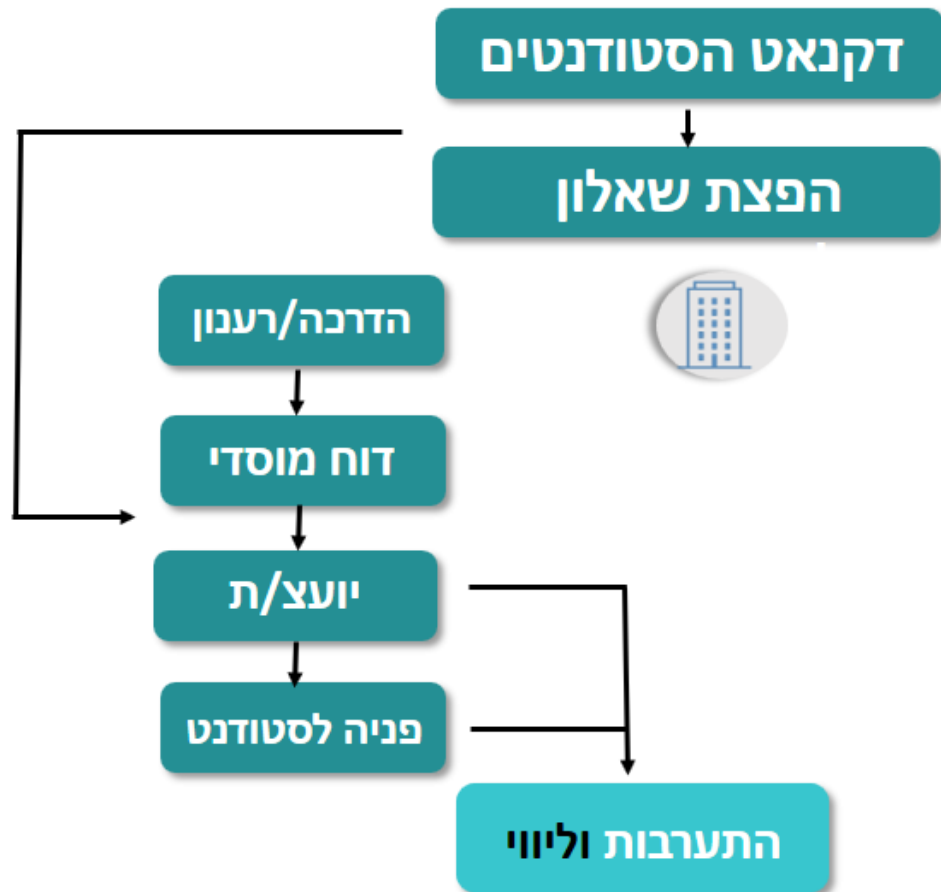 דקנאט הסטודנטים
הפצת שאלון
הדרכה/רענון
דוח מוסדי
יועצ/ת
פניה לסטודנט
התערבות וליווי